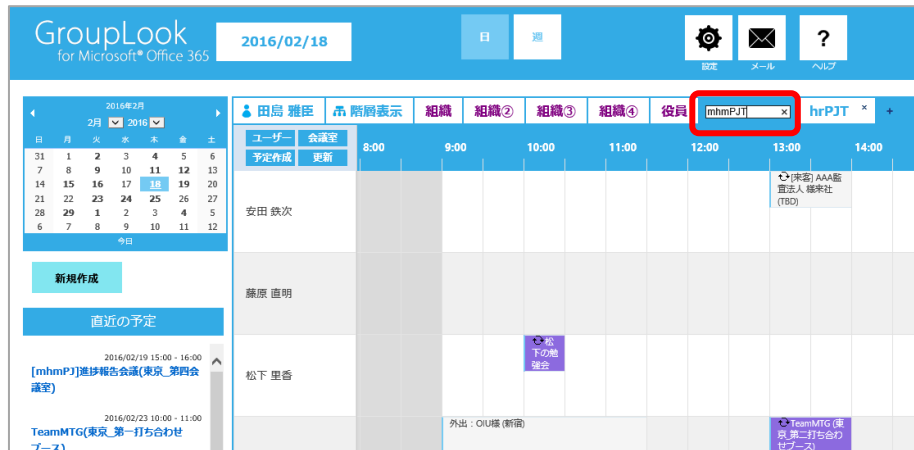 GroupLook
for Microsoft® Office 365
2016/02/18
日
週
設定
メール
?
ヘルプ
2016年2月
2月 2016
日 月 火 水 木 金 土
31 1 2 3 4 5 6
7 8 9 10 11 12 13
14 15 16 17 18 19 20
21 22 23 24 25 26 27
28 29 1 2 3 4 5
6 7 8 9 10 11 12
今日
新規作成
直近の予定
2016/02/19 15:00 - 16:00
[mhmPJ]進捗報告会議(東京_第四会
議室)
2016/02/23 10:00 - 11:00
TeamMTG(東京_第一打ち合わせ
ブース)
田島 雅臣
階層表示
組織
組織②
組織③
組織④
役員
mhmPJT ×
hrPJT ×
+
ユーザー 会議室
予定作成 更新
8:00 9:00 10:00 11:00 12:00 13:00 14:00
安田 鉄次
[来客] AAA監
査法人 様来社
(TBD)
藤原 直明
松下 里香
松
下の勉
強会
外出：OIU様 (新宿)
TeamMTG (東
京_第二打ち合わ
せブース)